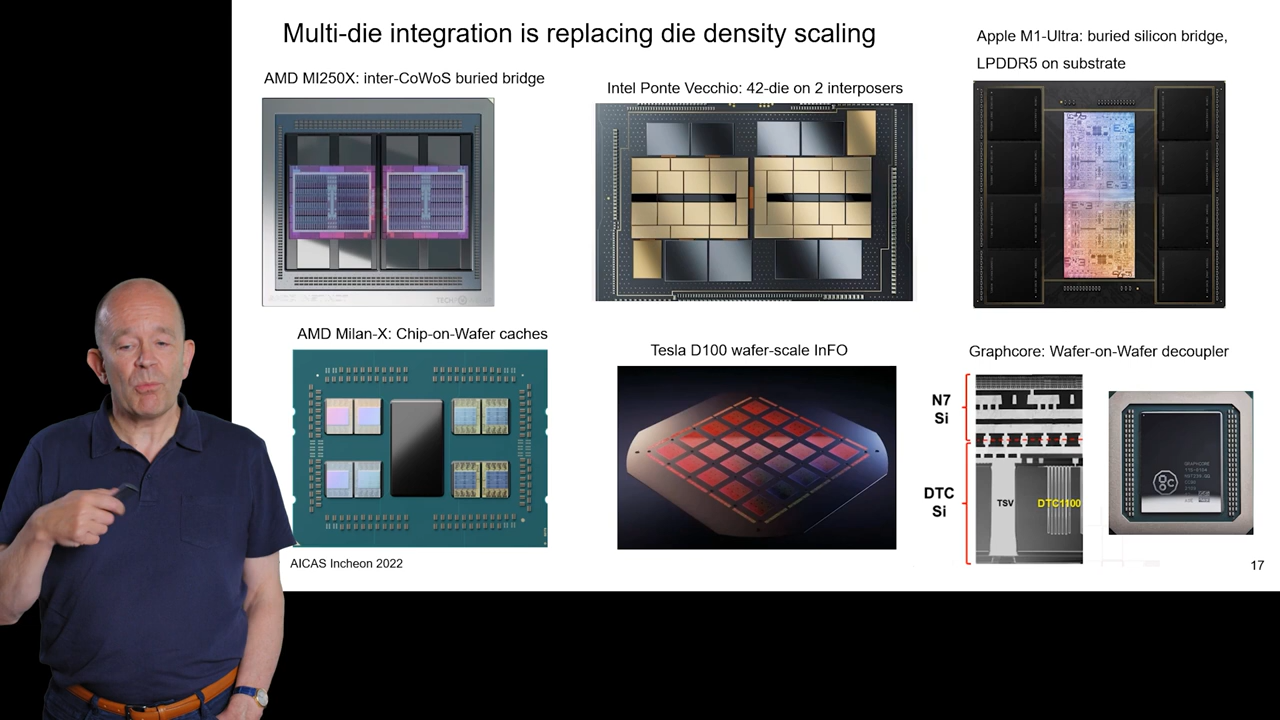 Multi-die integration is replacing die density scaling
AMD MI250X: inter-CoWoS buried bridge
Intel Ponte Vecchio: 42-die on 2 interposers
Apple M1-Ultra: buried silicon bridge,
LPDDR5 on substrate
AMD Milan-X: Chip-on-Wafer caches
Tesla D100 wafer-scale InFO
Graphcore: Wafer-on-Wafer decoupler
N7
Si
DTC
Si
TSV
DTC1100
GRAPHCORE
AICAS Incheon 2022
17